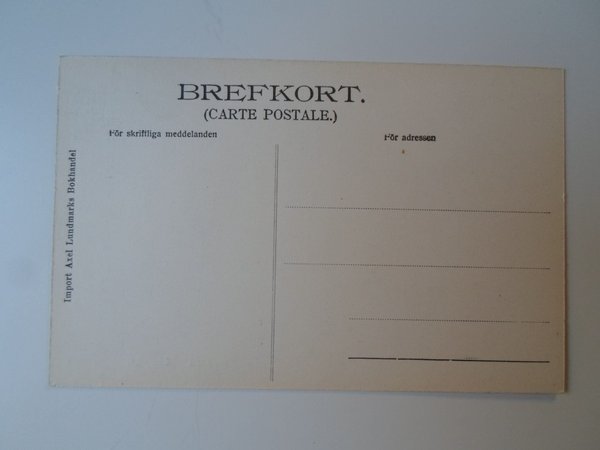 BREFKORT.
(CARTE POSTALE.)
För skriftliga meddelanden
För adressen
Import Axel Lundmarks Bokhandel